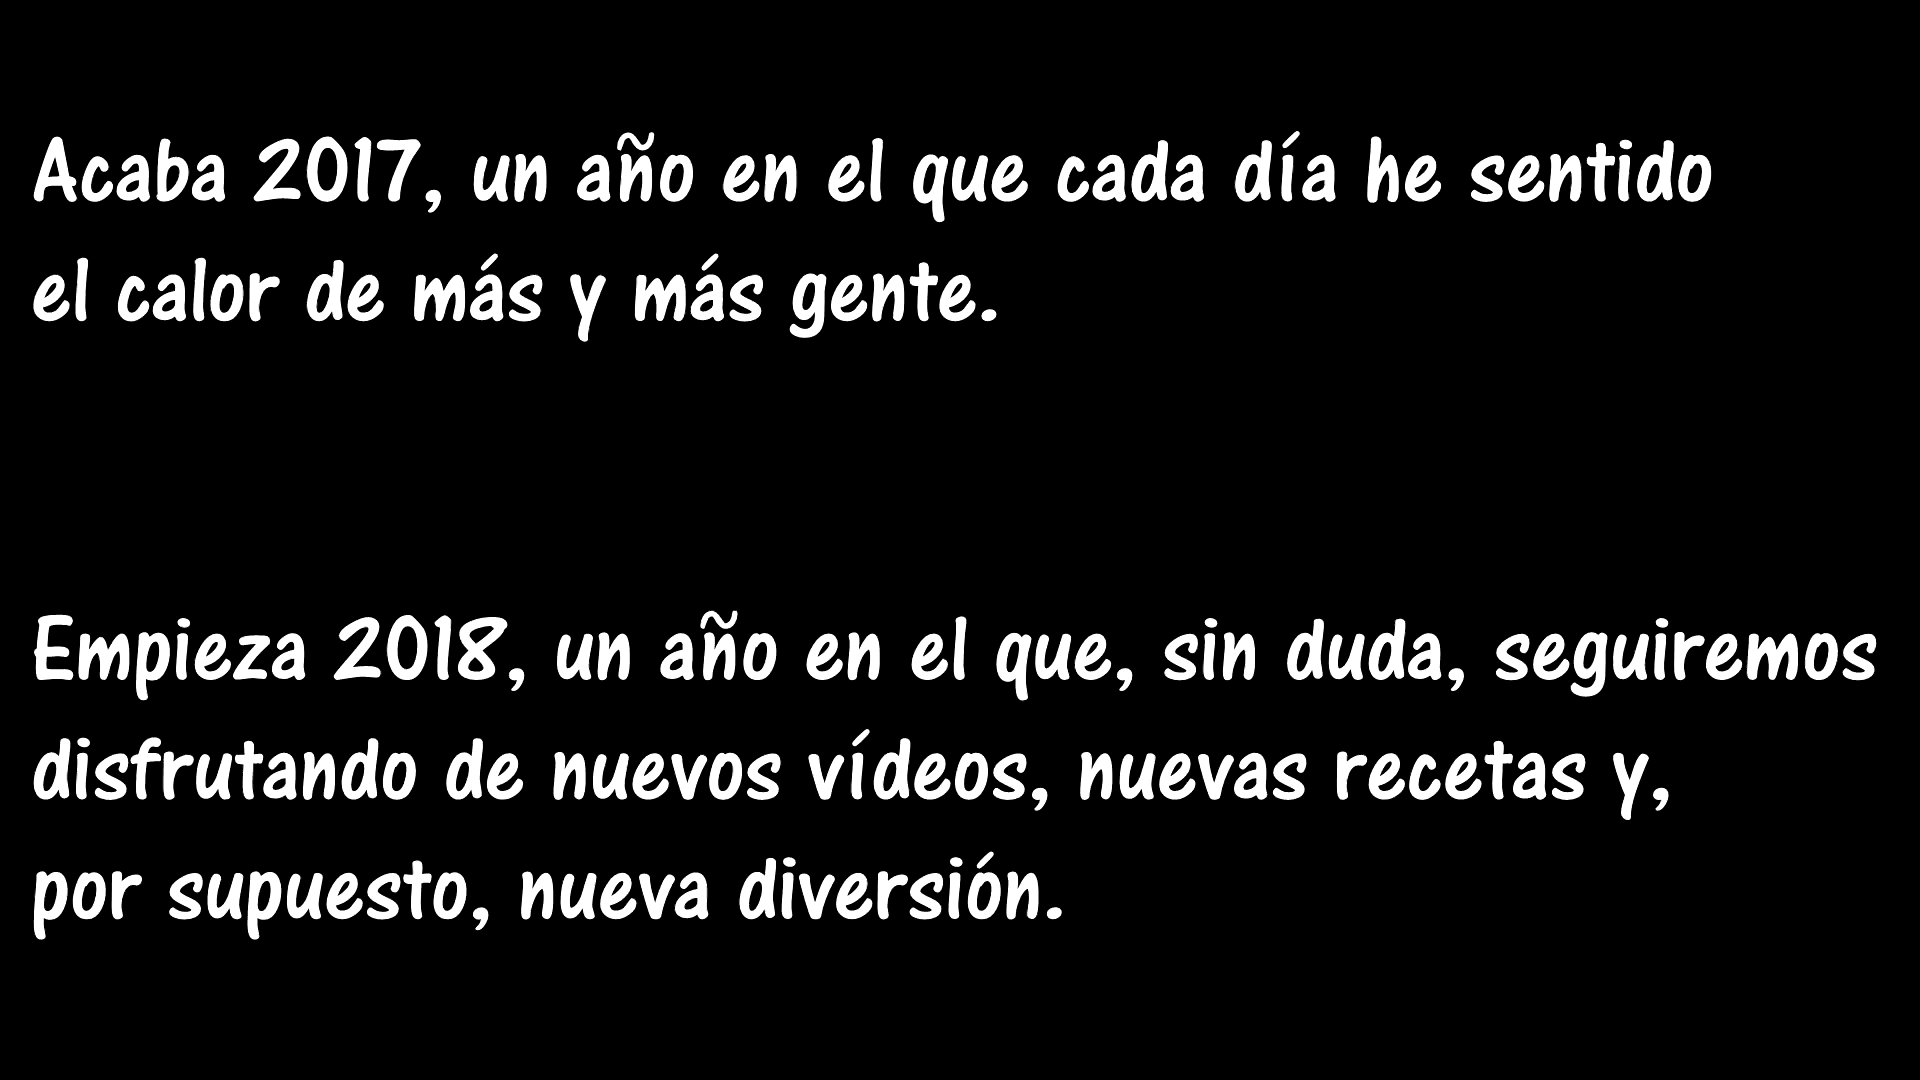 Acaba 2017, un año en el que cada día he sentido
el calor de más y más gente.
Empieza 2018, un año en el que, sin duda, seguiremos
disfrutando de nuevos vídeos, nuevas recetas y,
por supuesto, nueva diversión.